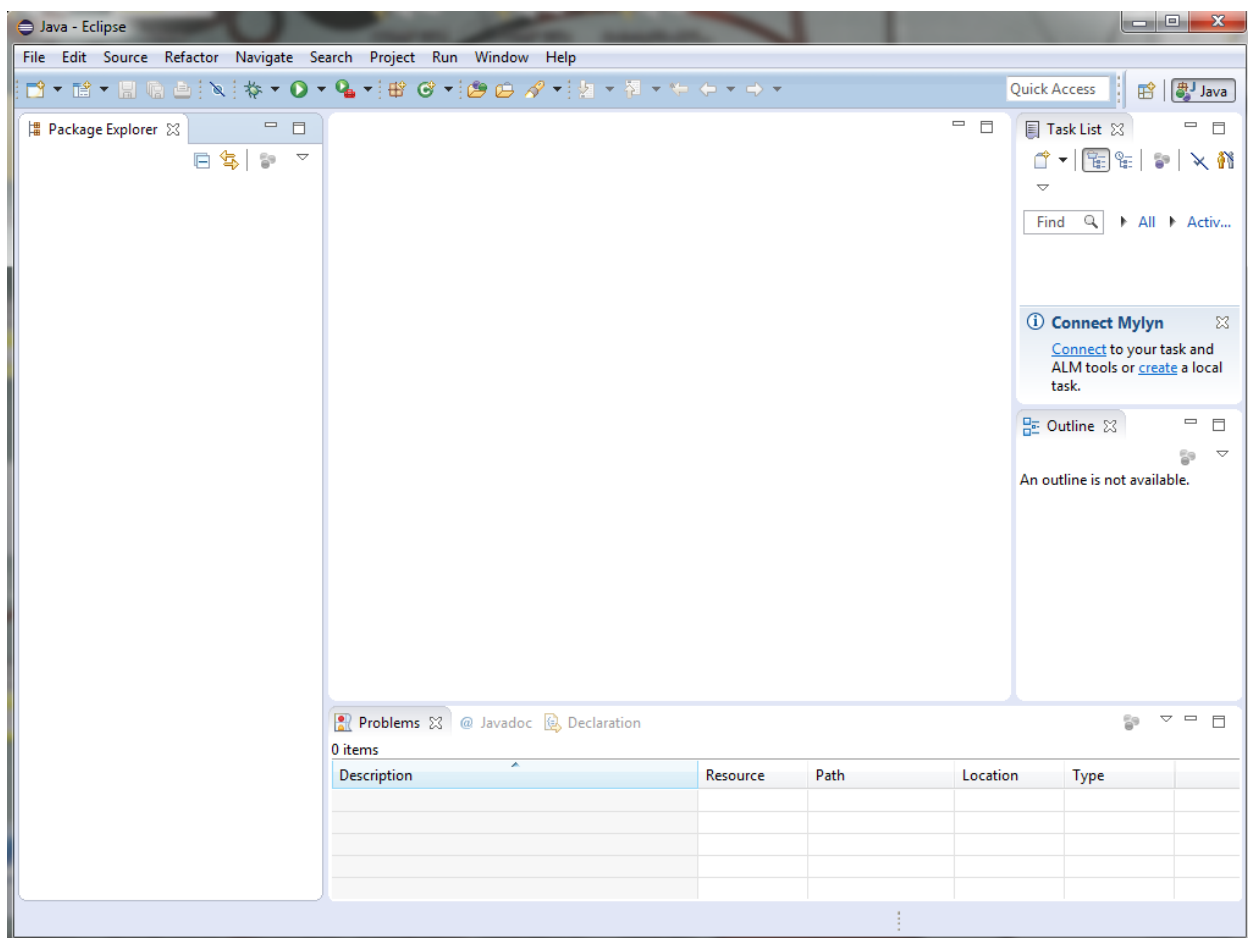 Java - Eclipse
File Edit Source Refactor Navigate Search Project Run Window Help
Quick Access
Java
Package Explorer
Task List
Find
All
Activ...
Connect Mylyn
Connect to your task and
ALM tools or create a local
task.
Outline
An outline is not available.
Problems
@ Javadoc
Declaration
0 items
Description Resource Path Location Type